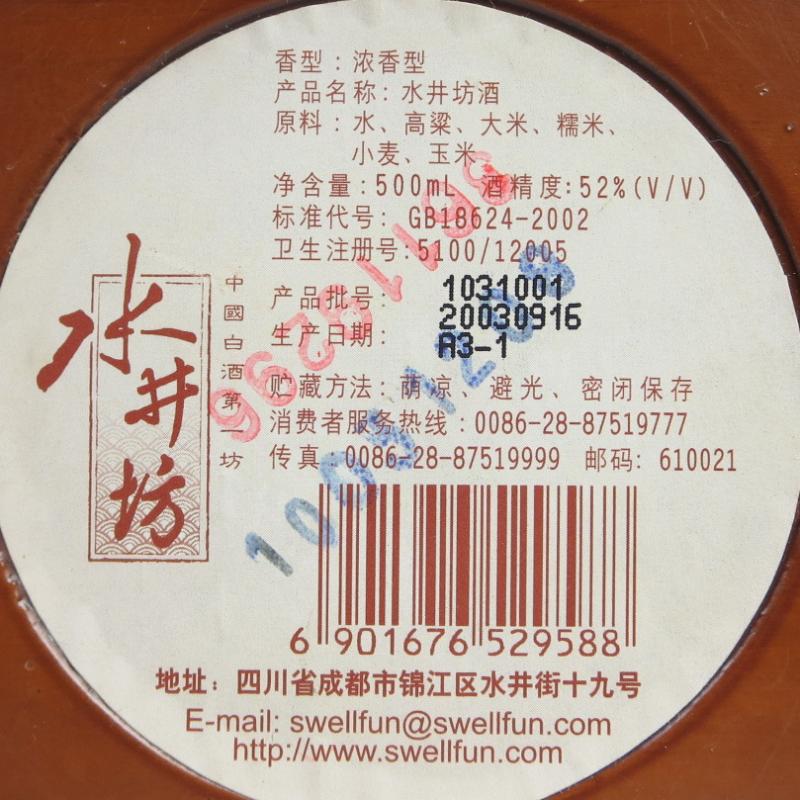 香型：浓香型
产品名称：水井坊酒
原料：水、高粱、大米、糯米、
小麦、玉米
净含量：500mL 酒精度：52%(V/V)
标准代号：GB18624-2002
卫生注册号：5100/12005
产品批号：1031001
20030916
生产日期：A3-1
贮藏方法：荫凉、避光、密闭保存
消费者服务热线：0086-28-87519777
传真：0086-28-87519999 邮码：610021
水井坊
中國白酒第一坊
6 901676 529588
地址：四川省成都市锦江区水井街十九号
E-mail: swellfun@swellfun.com
http://www.swellfun.com